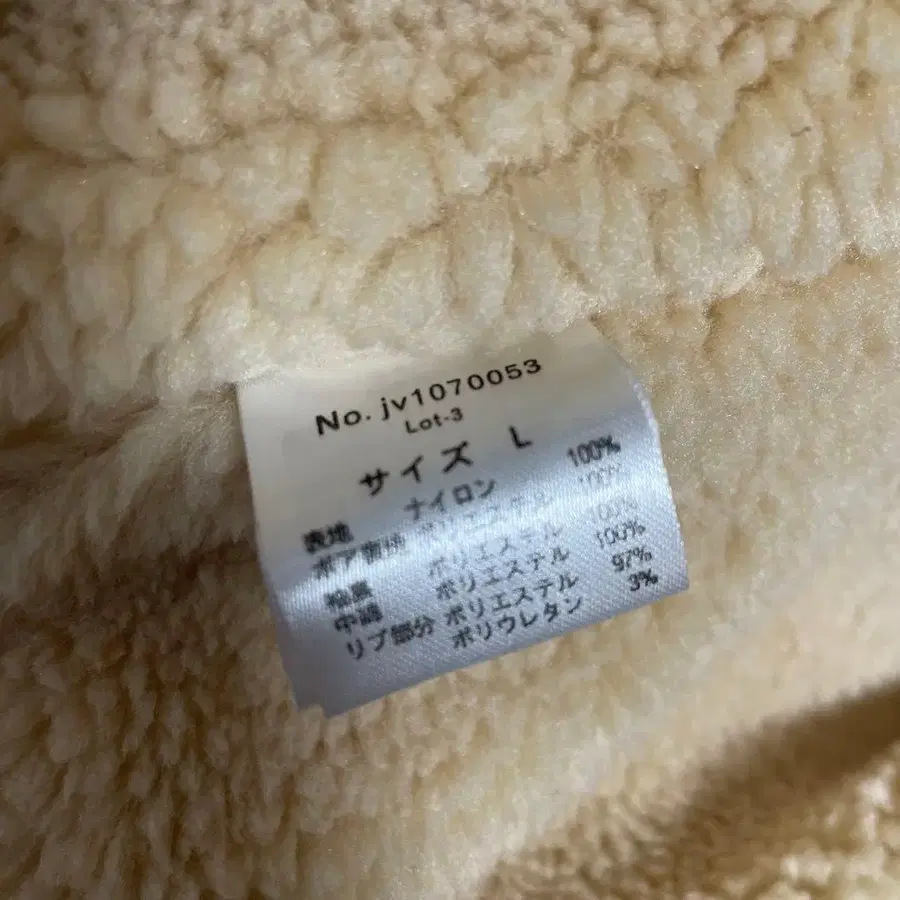 No. jv1070053
Lot-3
サイズ L
表地 ナイロン 100%
ボア部分 ポリエステル 100%
袖裏 ポリエステル 100%
中綿 ポリエステル 100%
リブ部分 ポリエステル 97%
ポリウレタン 3%